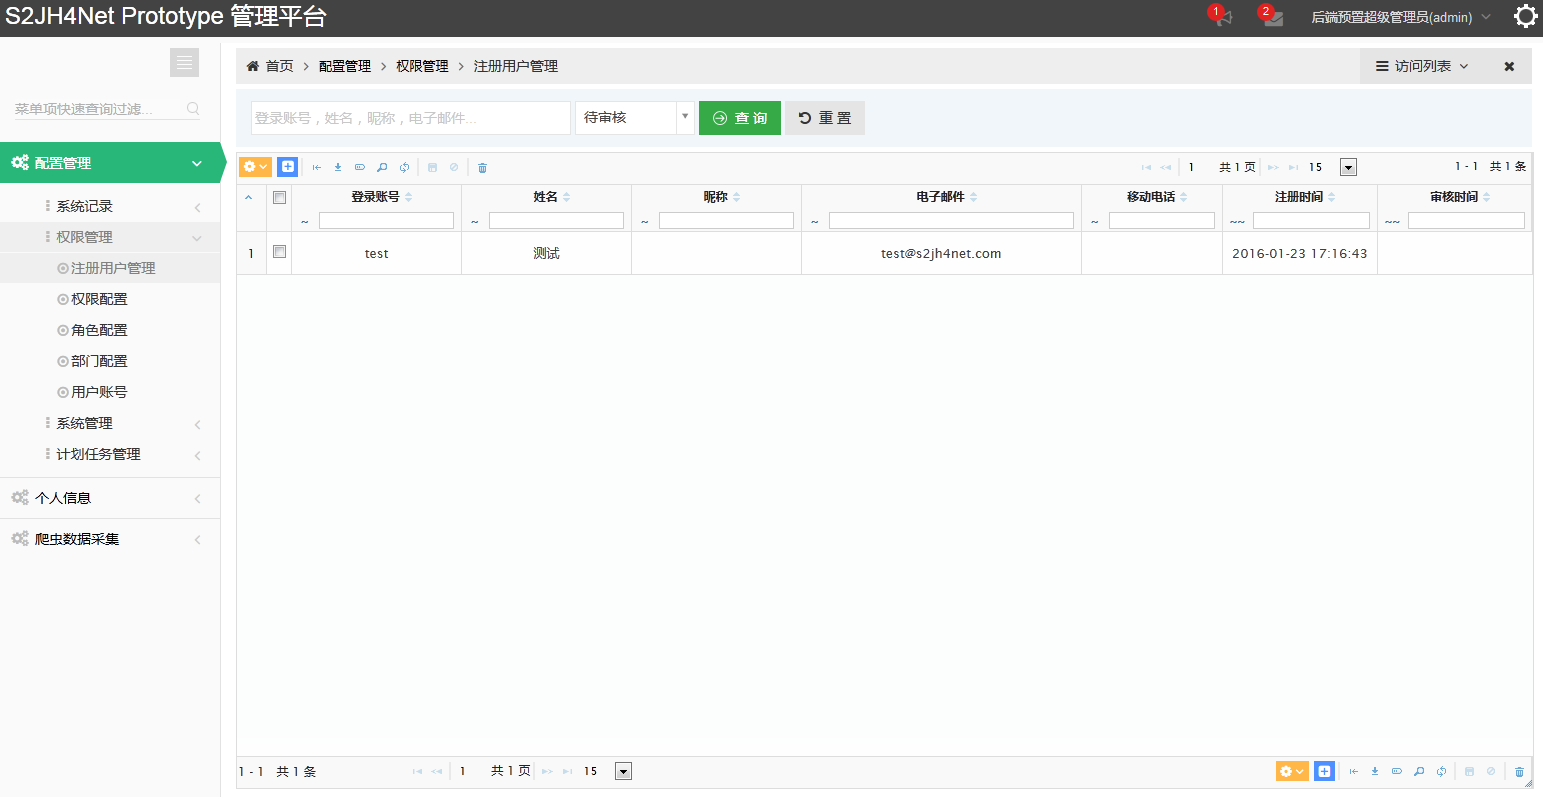 S2JH4Net Prototype 管理平台
1
2
后端预置超级管理员(admin)
首页 > 配置管理 > 权限管理 > 注册用户管理
访问列表
菜单项快速查询过滤...
登录账号，姓名，昵称，电子邮件...
待审核
查询
重置
配置管理
系统记录
权限管理
注册用户管理
权限配置
角色配置
部门配置
用户账号
系统管理
计划任务管理
个人信息
爬虫数据采集
1 共 1 页 15
1 - 1 共 1 条
登录账号 姓名 昵称 电子邮件 移动电话 注册时间 审核时间
~ ~ ~ ~ ~ ~~ ~~
1 test 测试 test@s2jh4net.com 2016-01-23 17:16:43
1 - 1 共 1 条 1 共 1 页 15